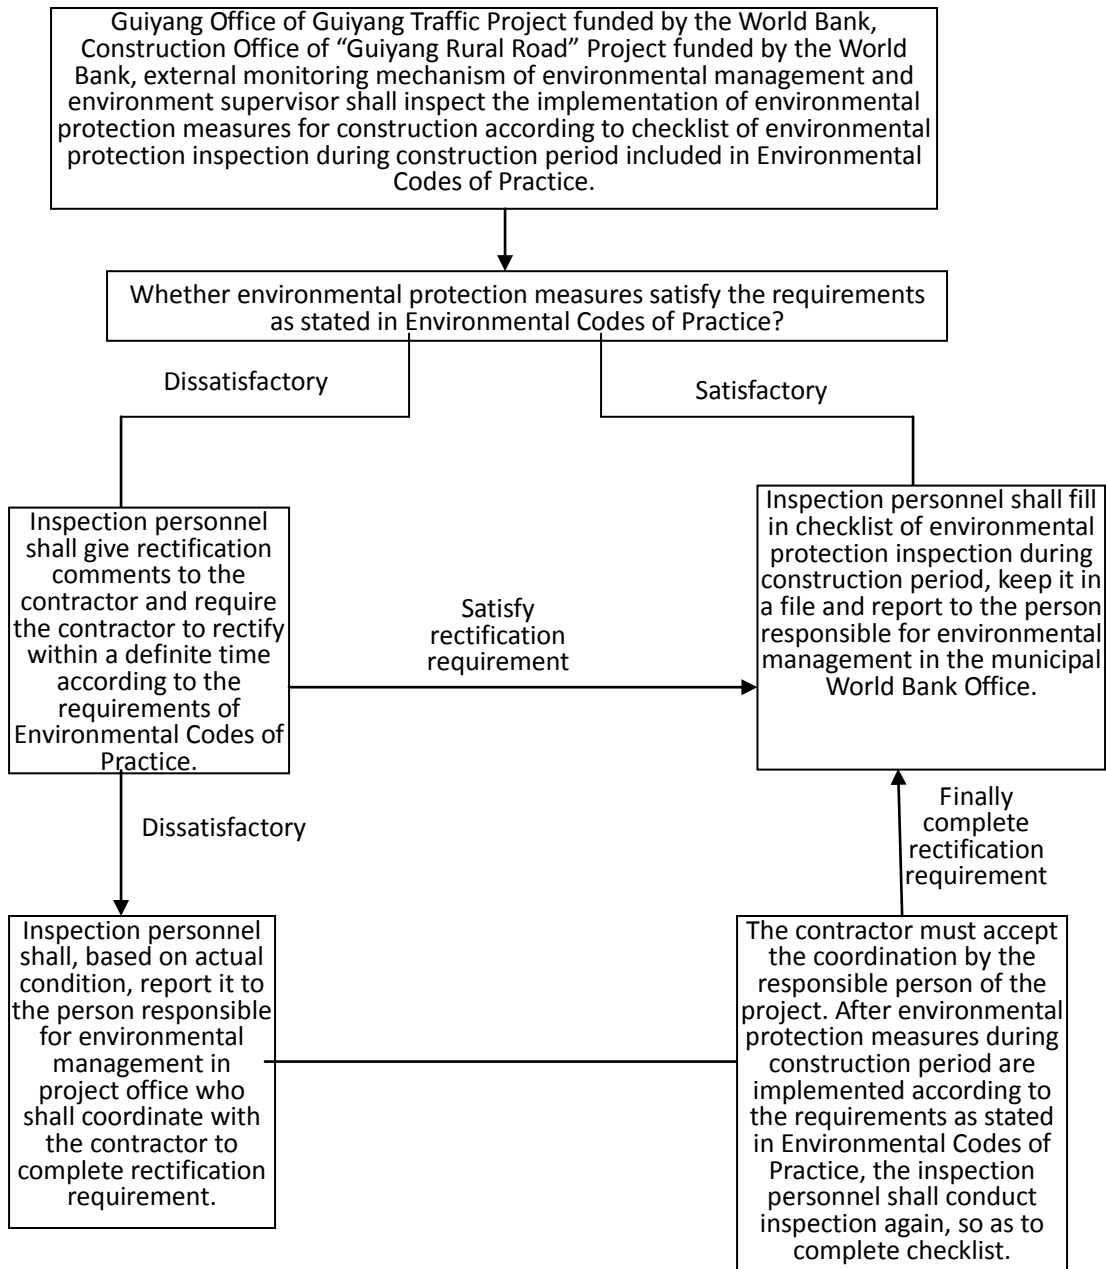 Guiyang Office of Guiyang Traffic Project funded by the World Bank,
Construction Office of “Guiyang Rural Road” Project funded by the World
Bank, external monitoring mechanism of environmental management and
environment supervisor shall inspect the implementation of environmental
protection measures for construction according to checklist of environmental
protection inspection during construction period included in Environmental
Codes of Practice.
Whether environmental protection measures satisfy the requirements
as stated in Environmental Codes of Practice?
Dissatisfactory
Satisfactory
Inspection personnel
shall give rectification
comments to the
contractor and require
the contractor to rectify
within a definite time
according to the
requirements of
Environmental Codes of
Practice.
Satisfy
rectification
requirement
Inspection personnel shall fill
in checklist of environmental
protection inspection during
construction period, keep it in
a file and report to the person
responsible for environmental
management in the municipal
World Bank Office.
Dissatisfactory
Finally
complete
rectification
requirement
Inspection personnel
shall, based on actual
condition, report it to
the person responsible
for environmental
management in
project office who
shall coordinate with
the contractor to
complete rectification
requirement.
The contractor must accept
the coordination by the
responsible person of the
project. After environmental
protection measures during
construction period are
implemented according to
the requirements as stated
in Environmental Codes of
Practice, the inspection
personnel shall conduct
inspection again, so as to
complete checklist.